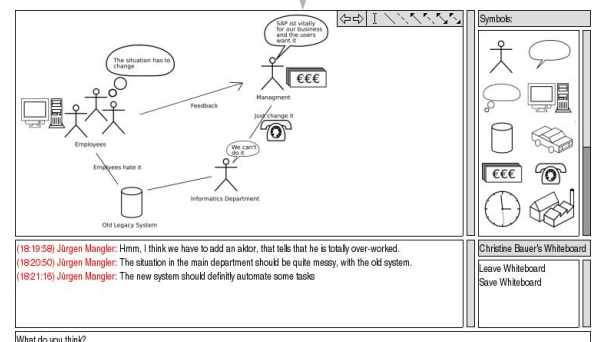 SAP ist vitally
for our business
and the users
want it
Symbols:
The situation has to
change
€€€
Managment
Feedback
Just change it
Employees
We can't
do it
Empyees hate it
Informatics Department
Old Legacy System
€€€
(18:19:58) Jürgen Mangler: Hmm, I think we have to add an aktor, that tells that he is totally over-worked.
(18:20:50) Jürgen Mangler: The situation in the main department should be quite messy, with the old system.
(18:21:16) Jürgen Mangler: The new system should definitly automate some tasks
Christine Bauer's Whiteboard
Leave Whiteboard
Save Whiteboard
What do you think?